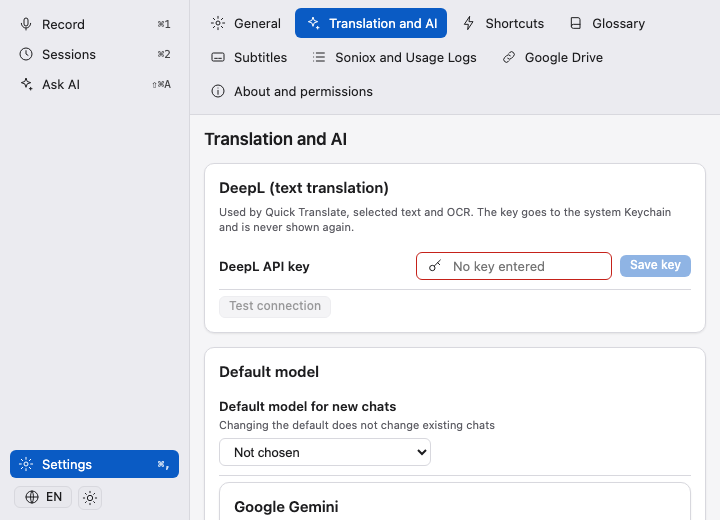 Record ⌘1
Sessions ⌘2
Ask AI ⇧⌘A
Settings ⌘,
EN
General
Translation and AI
Shortcuts
Glossary
Subtitles
Soniox and Usage Logs
Google Drive
About and permissions
Translation and AI
DeepL (text translation)
Used by Quick Translate, selected text and OCR. The key goes to the system Keychain
and is never shown again.
DeepL API key
No key entered
Save key
Test connection
Default model
Default model for new chats
Changing the default does not change existing chats
Not chosen
Google Gemini